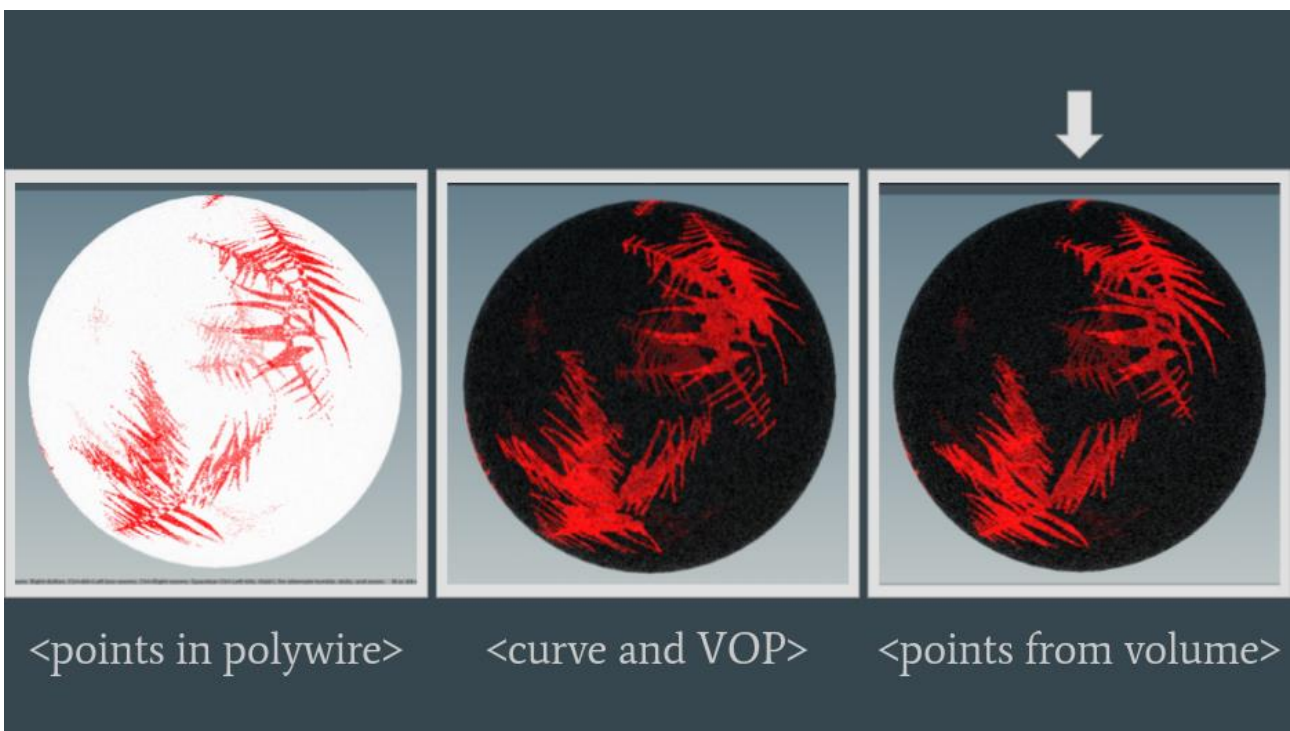 <points in polywire>
<curve and VOP>
<points from volume>